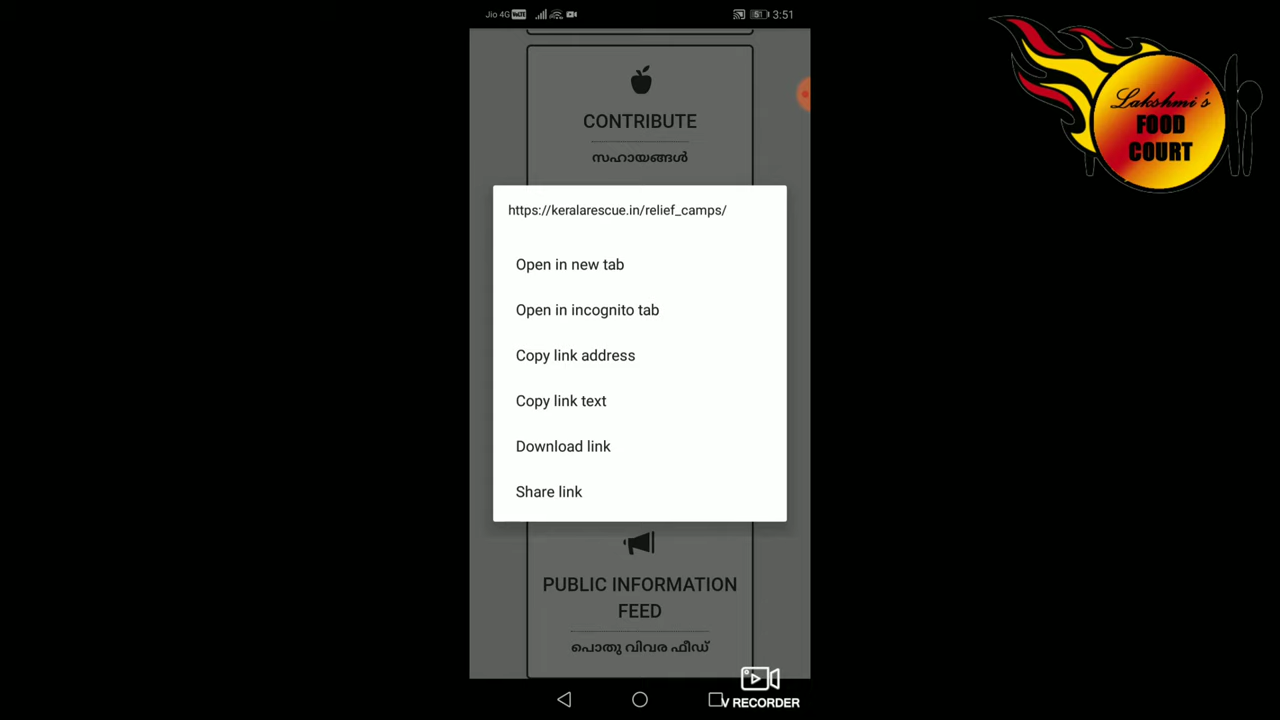 Jio 4G VoLTE
51
3:51
Lakshmi's
FOOD
COURT
CONTRIBUTE
സഹായങ്ങൾ
https://keralarescue.in/relief_camps/
Open in new tab
Open in incognito tab
Copy link address
Copy link text
Download link
Share link
PUBLIC INFORMATION
FEED
പൊതു വിവര ഫീഡ്
V RECORDER